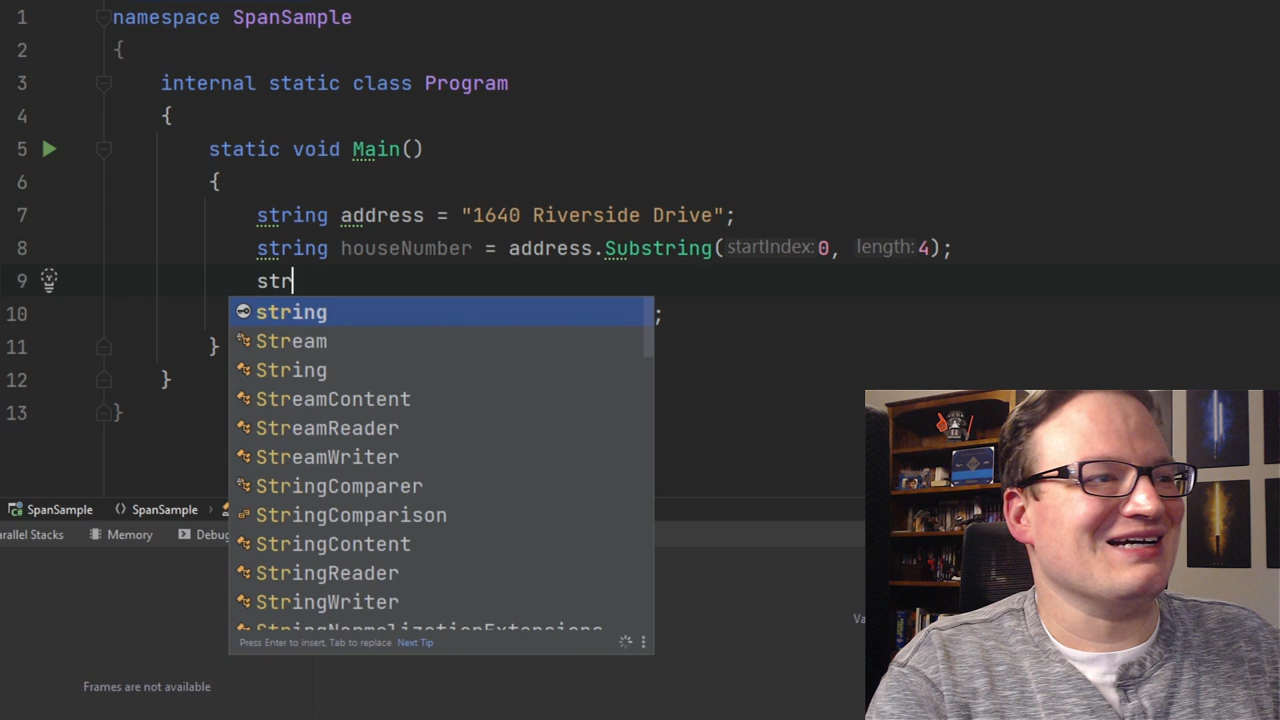 1 namespace SpanSample
2 {
3 internal static class Program
4 {
5 static void Main()
6 {
7 string address = "1640 Riverside Drive";
8 string houseNumber = address.Substring(startIndex:0, length:4);
9 str
10 ;
11 }
12 }
13 }
string
Stream
String
StreamContent
StreamReader
StreamWriter
StringComparer
StringComparison
StringContent
StringReader
StringWriter
StringNormalizationExtensions
Press Enter to insert, Tab to replace Next Tip
SpanSample SpanSample
arallel Stacks Memory Debu
Va
Frames are not available